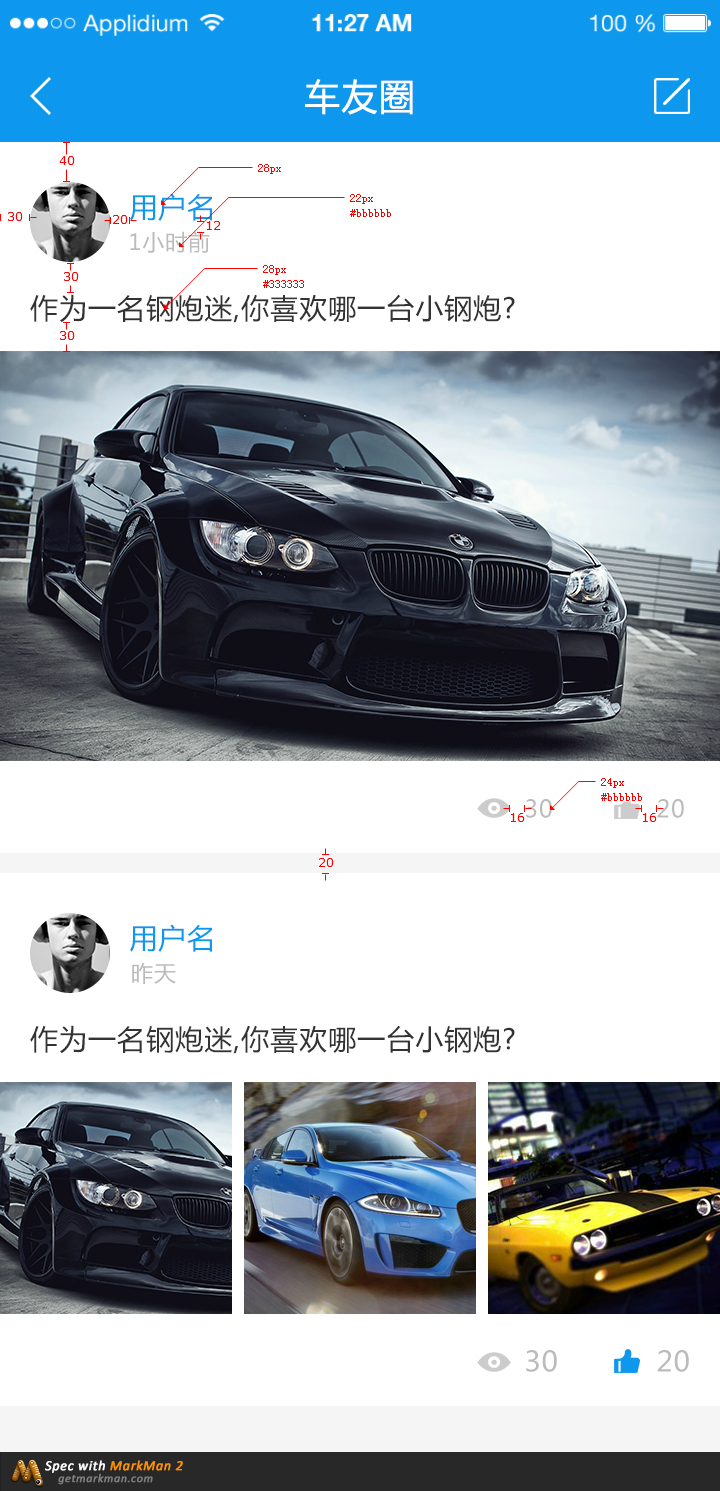 Applidium 11:27 AM 100 %
车友圈
40
28px
30
20
用户名
22px
#bbbbbb
12
1小时前
30
28px
#333333
作为一名钢炮迷,你喜欢哪一台小钢炮?
30
24px
#bbbbbb
30 20
16 16
20
用户名
昨天
作为一名钢炮迷,你喜欢哪一台小钢炮?
30 20
Spec with MarkMan 2
getmarkman.com